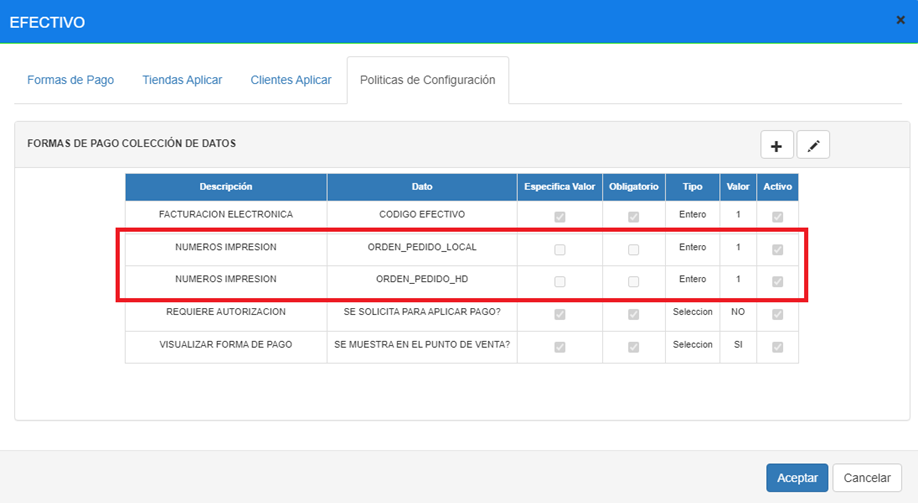 EFECTIVO ×
Formas de Pago Tiendas Aplicar Clientes Aplicar Políticas de Configuración
FORMAS DE PAGO COLECCIÓN DE DATOS
Descripción Dato Especifica Valor Obligatorio Tipo Valor Activo
FACTURACION ELECTRONICA CODIGO EFECTIVO Entero 1
NUMEROS IMPRESION ORDEN_PEDIDO_LOCAL Entero 1
NUMEROS IMPRESION ORDEN_PEDIDO_HD Entero 1
REQUIERE AUTORIZACION SE SOLICITA PARA APLICAR PAGO? Seleccion NO
VISUALIZAR FORMA DE PAGO SE MUESTRA EN EL PUNTO DE VENTA? Seleccion SI
Aceptar Cancelar